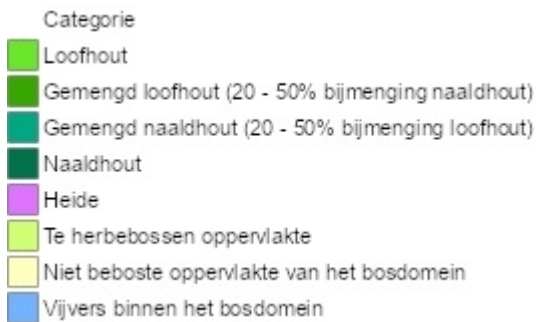 Categorie
Loofhout
Gemengd loofhout (20 - 50% bijmenging naaldhout)
Gemengd naaldhout (20 - 50% bijmenging loofhout)
Naaldhout
Heide
Te herbebossen oppervlakte
Niet beboste oppervlakte van het bosdomein
Vijvers binnen het bosdomein